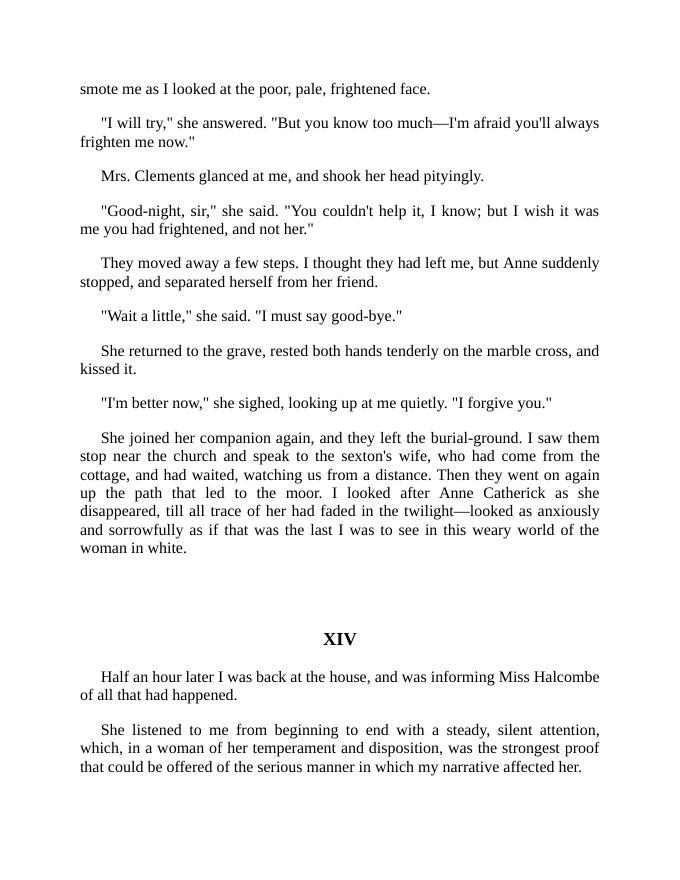 smote me as I looked at the poor, pale, frightened face.
"I will try," she answered. "But you know too much—I'm afraid you'll always
frighten me now."
Mrs. Clements glanced at me, and shook her head pityingly.
"Good-night, sir," she said. "You couldn't help it, I know; but I wish it was
me you had frightened, and not her."
They moved away a few steps. I thought they had left me, but Anne suddenly
stopped, and separated herself from her friend.
"Wait a little," she said. "I must say good-bye."
She returned to the grave, rested both hands tenderly on the marble cross, and
kissed it.
"I'm better now," she sighed, looking up at me quietly. "I forgive you."
She joined her companion again, and they left the burial-ground. I saw them
stop near the church and speak to the sexton's wife, who had come from the
cottage, and had waited, watching us from a distance. Then they went on again
up the path that led to the moor. I looked after Anne Catherick as she
disappeared, till all trace of her had faded in the twilight—looked as anxiously
and sorrowfully as if that was the last I was to see in this weary world of the
woman in white.
XIV
Half an hour later I was back at the house, and was informing Miss Halcombe
of all that had happened.
She listened to me from beginning to end with a steady, silent attention,
which, in a woman of her temperament and disposition, was the strongest proof
that could be offered of the serious manner in which my narrative affected her.